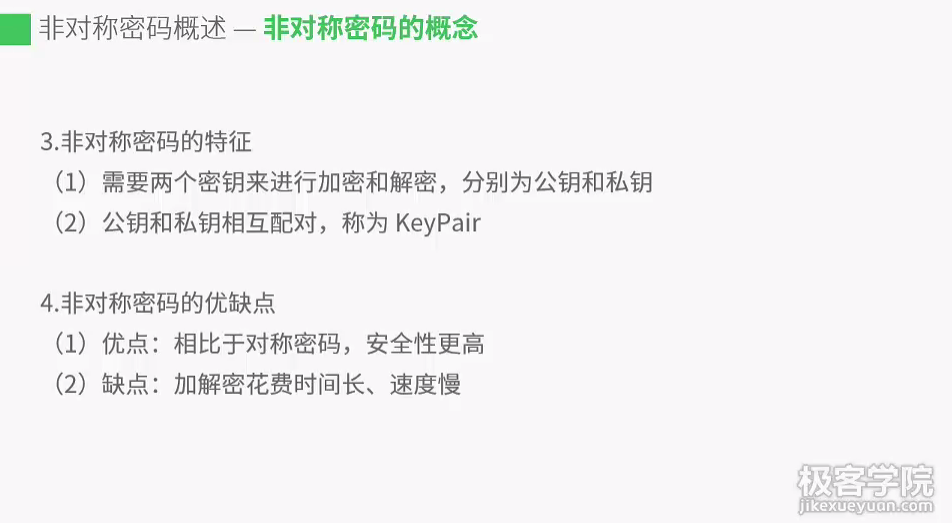 非对称密码概述 — 非对称密码的概念
3.非对称密码的特征
（1）需要两个密钥来进行加密和解密，分别为公钥和私钥
（2）公钥和私钥相互配对，称为 KeyPair
4.非对称密码的优缺点
（1）优点：相比于对称密码，安全性更高
（2）缺点：加解密花费时间长、速度慢
极客学院
jikexueyuan.com